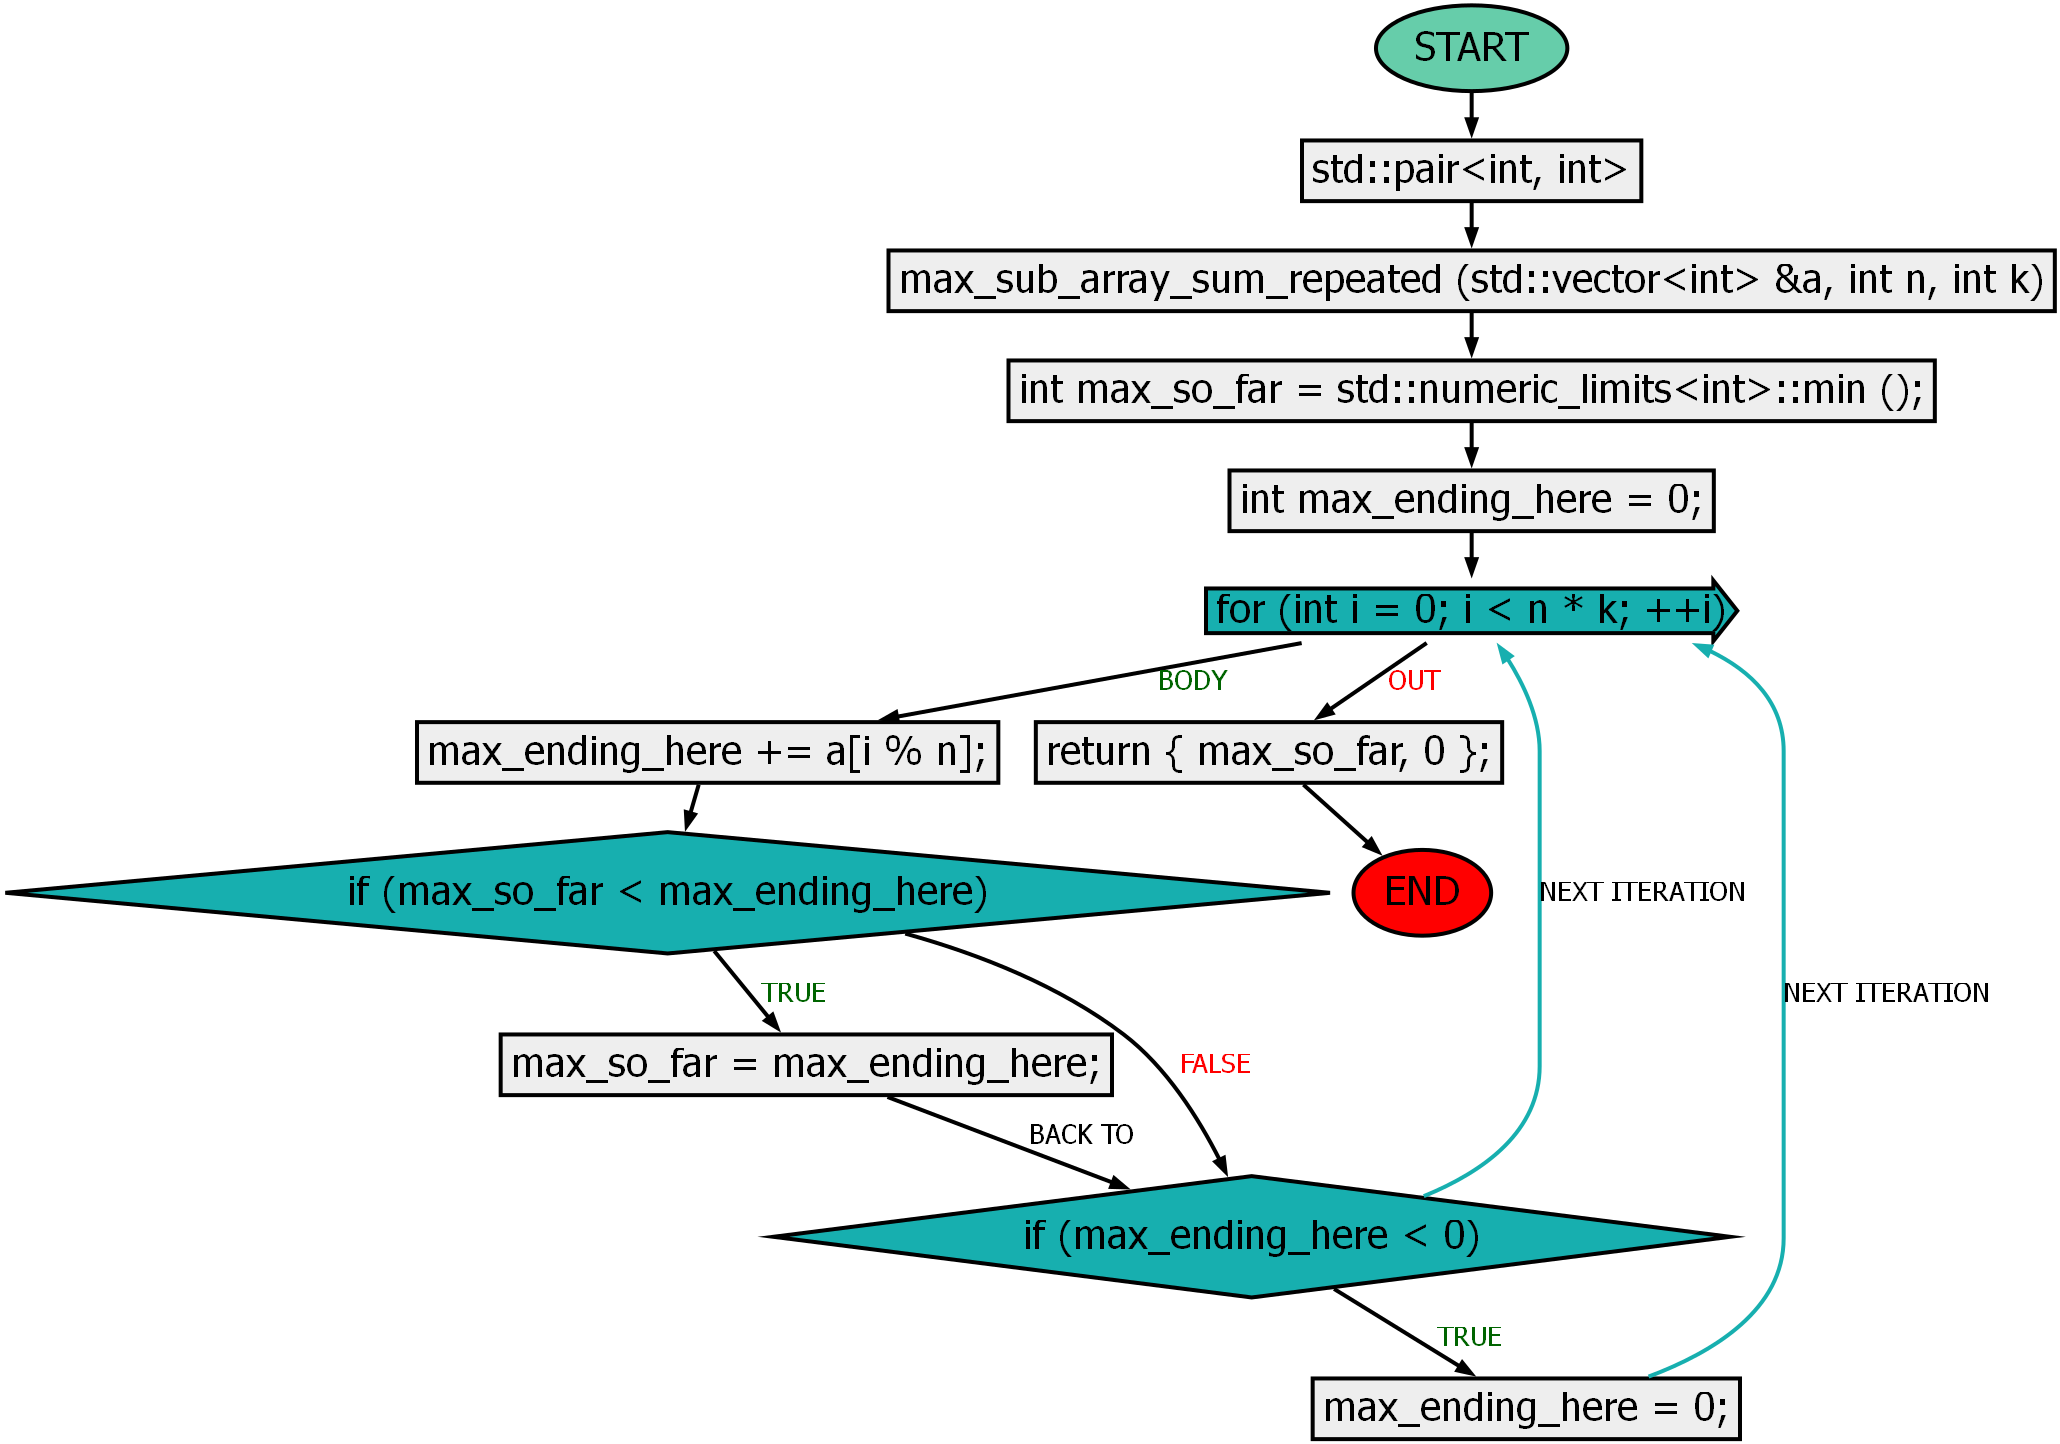 START
std::pair<int, int>
max_sub_array_sum_repeated (std::vector<int> &a, int n, int k)
int max_so_far = std::numeric_limits<int>::min ();
int max_ending_here = 0;
for (int i = 0; i < n * k; ++i)
BODY
OUT
max_ending_here += a[i % n];
return { max_so_far, 0 };
if (max_so_far < max_ending_here)
END
NEXT ITERATION
TRUE
NEXT ITERATION
max_so_far = max_ending_here;
FALSE
BACK TO
if (max_ending_here < 0)
TRUE
max_ending_here = 0;